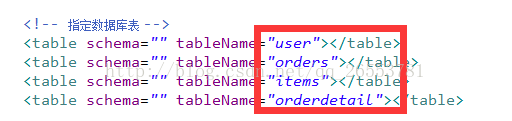 <!-- 指定数据库表 -->
<table schema="" tableName="user"></table>
<table schema="" tableName="orders"></table>
<table schema="" tableName="items"></table>
<table schema="" tableName="orderdetail"></table>